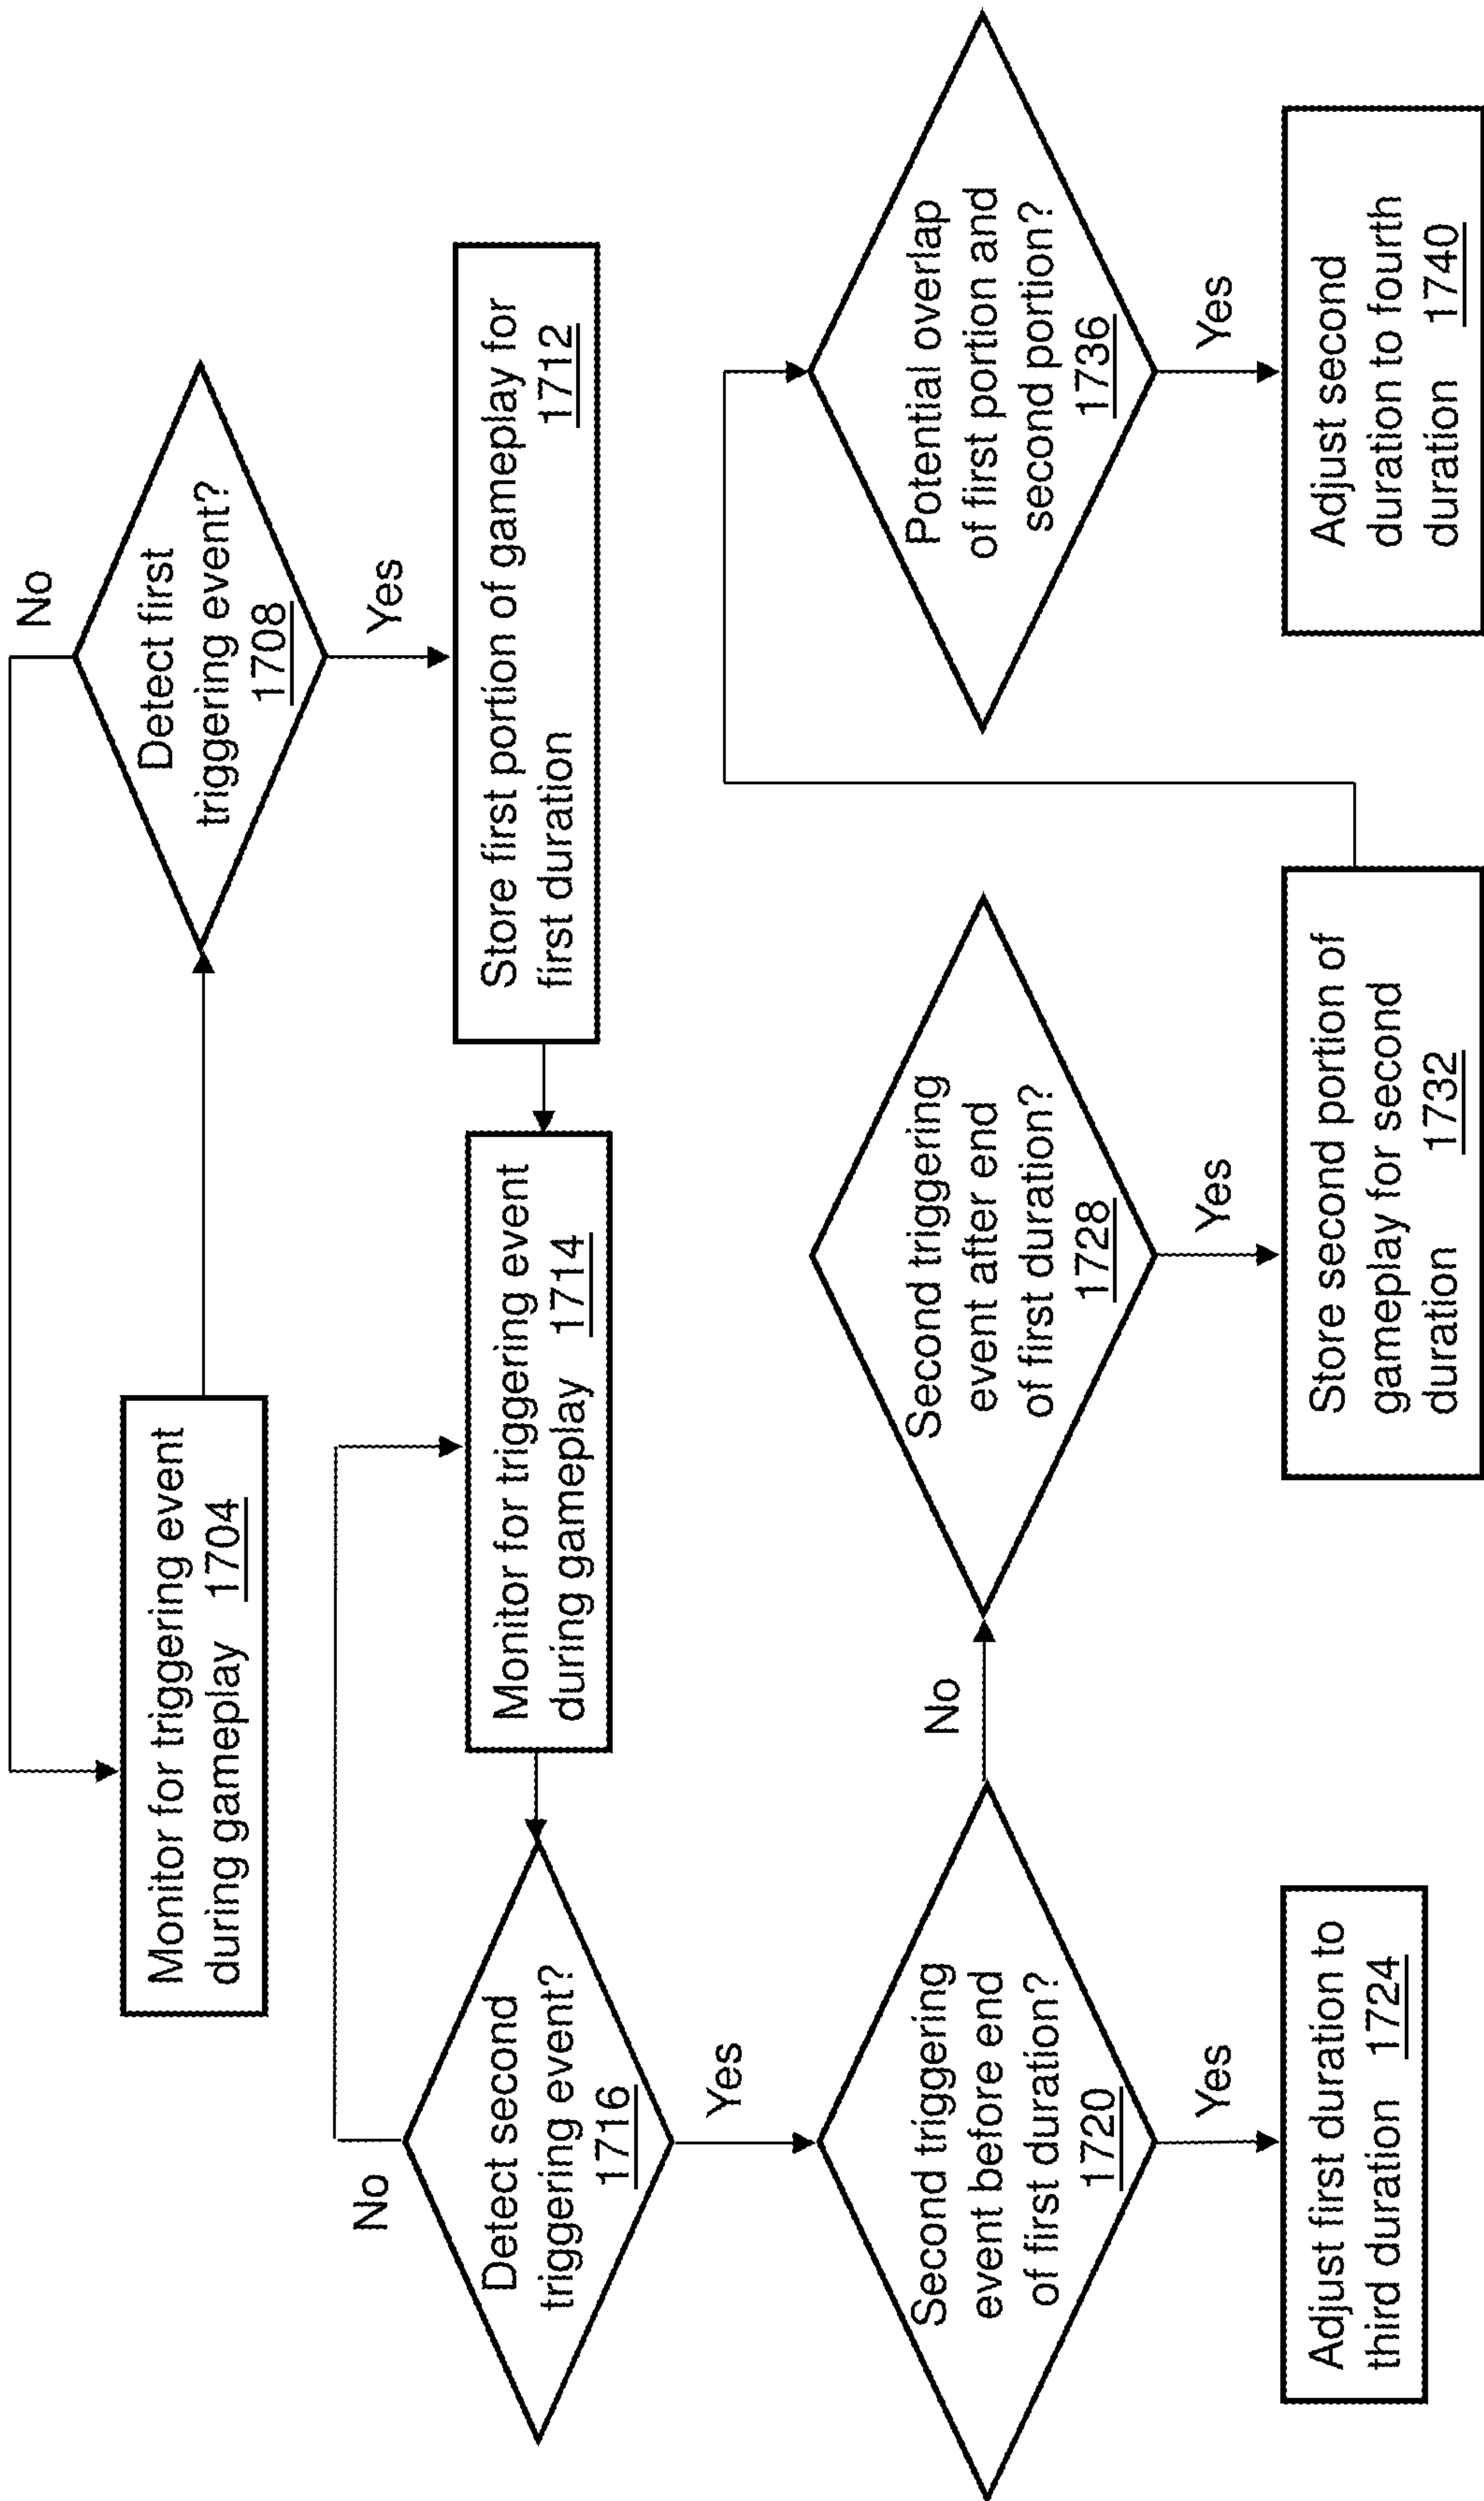 Monitor for triggering event
during gameplay 1704
No
Detect first
triggering event?
1708
Yes
Store first portion of gameplay for
first duration 1712
Monitor for triggering event
during gameplay 1714
No
Detect second
triggering event?
1716
Yes
Second triggering
event before end
of first duration?
1720
Yes
Adjust first duration to
third duration 1724
No
Second triggering
event after end
of first duration?
1728
Yes
Store second portion of
gameplay for second
duration 1732
Potential overlap
of first portion and
second portion?
1736
Yes
Adjust second
duration to fourth
duration 1740